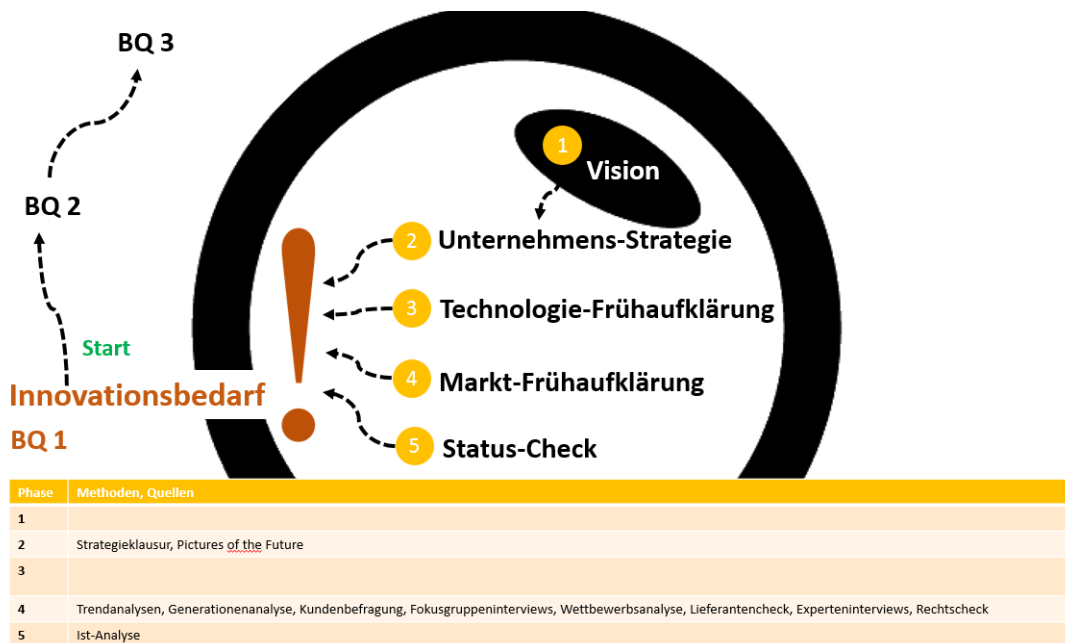 BQ 3
1
Vision
BQ 2
2 Unternehmens-Strategie
3 Technologie-Frühaufklärung
Start
4 Markt-Frühaufklärung
Innovationsbedarf
BQ 1
5 Status-Check
Phase Methoden, Quellen
1
2 Strategieklausur, Pictures of the Future
3
4 Trendanalysen, Generationenanalyse, Kundenbefragung, Fokusgruppeninterviews, Wettbewerbsanalyse, Lieferantencheck, Experteninterviews, Rechtscheck
5 Ist-Analyse